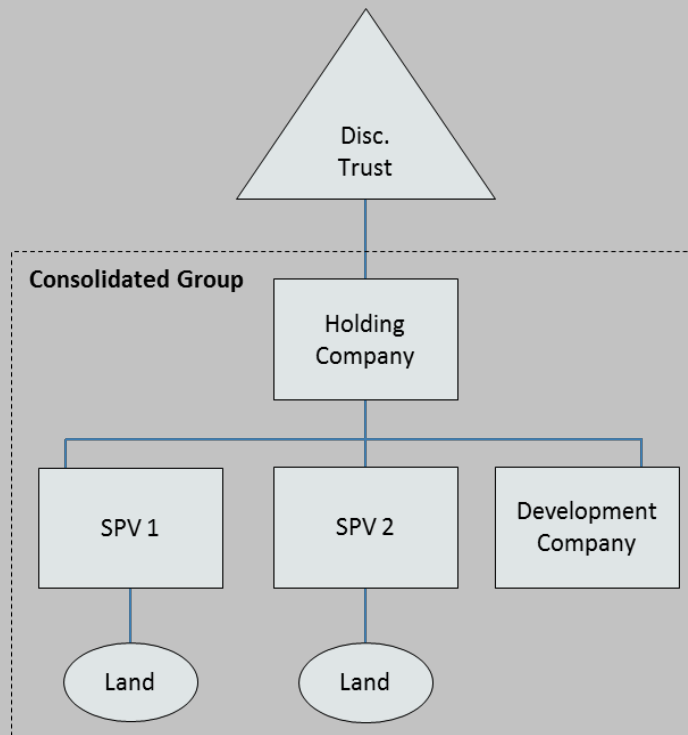 Disc.
Trust
Consolidated Group
Holding
Company
SPV 1
SPV 2
Development
Company
Land
Land